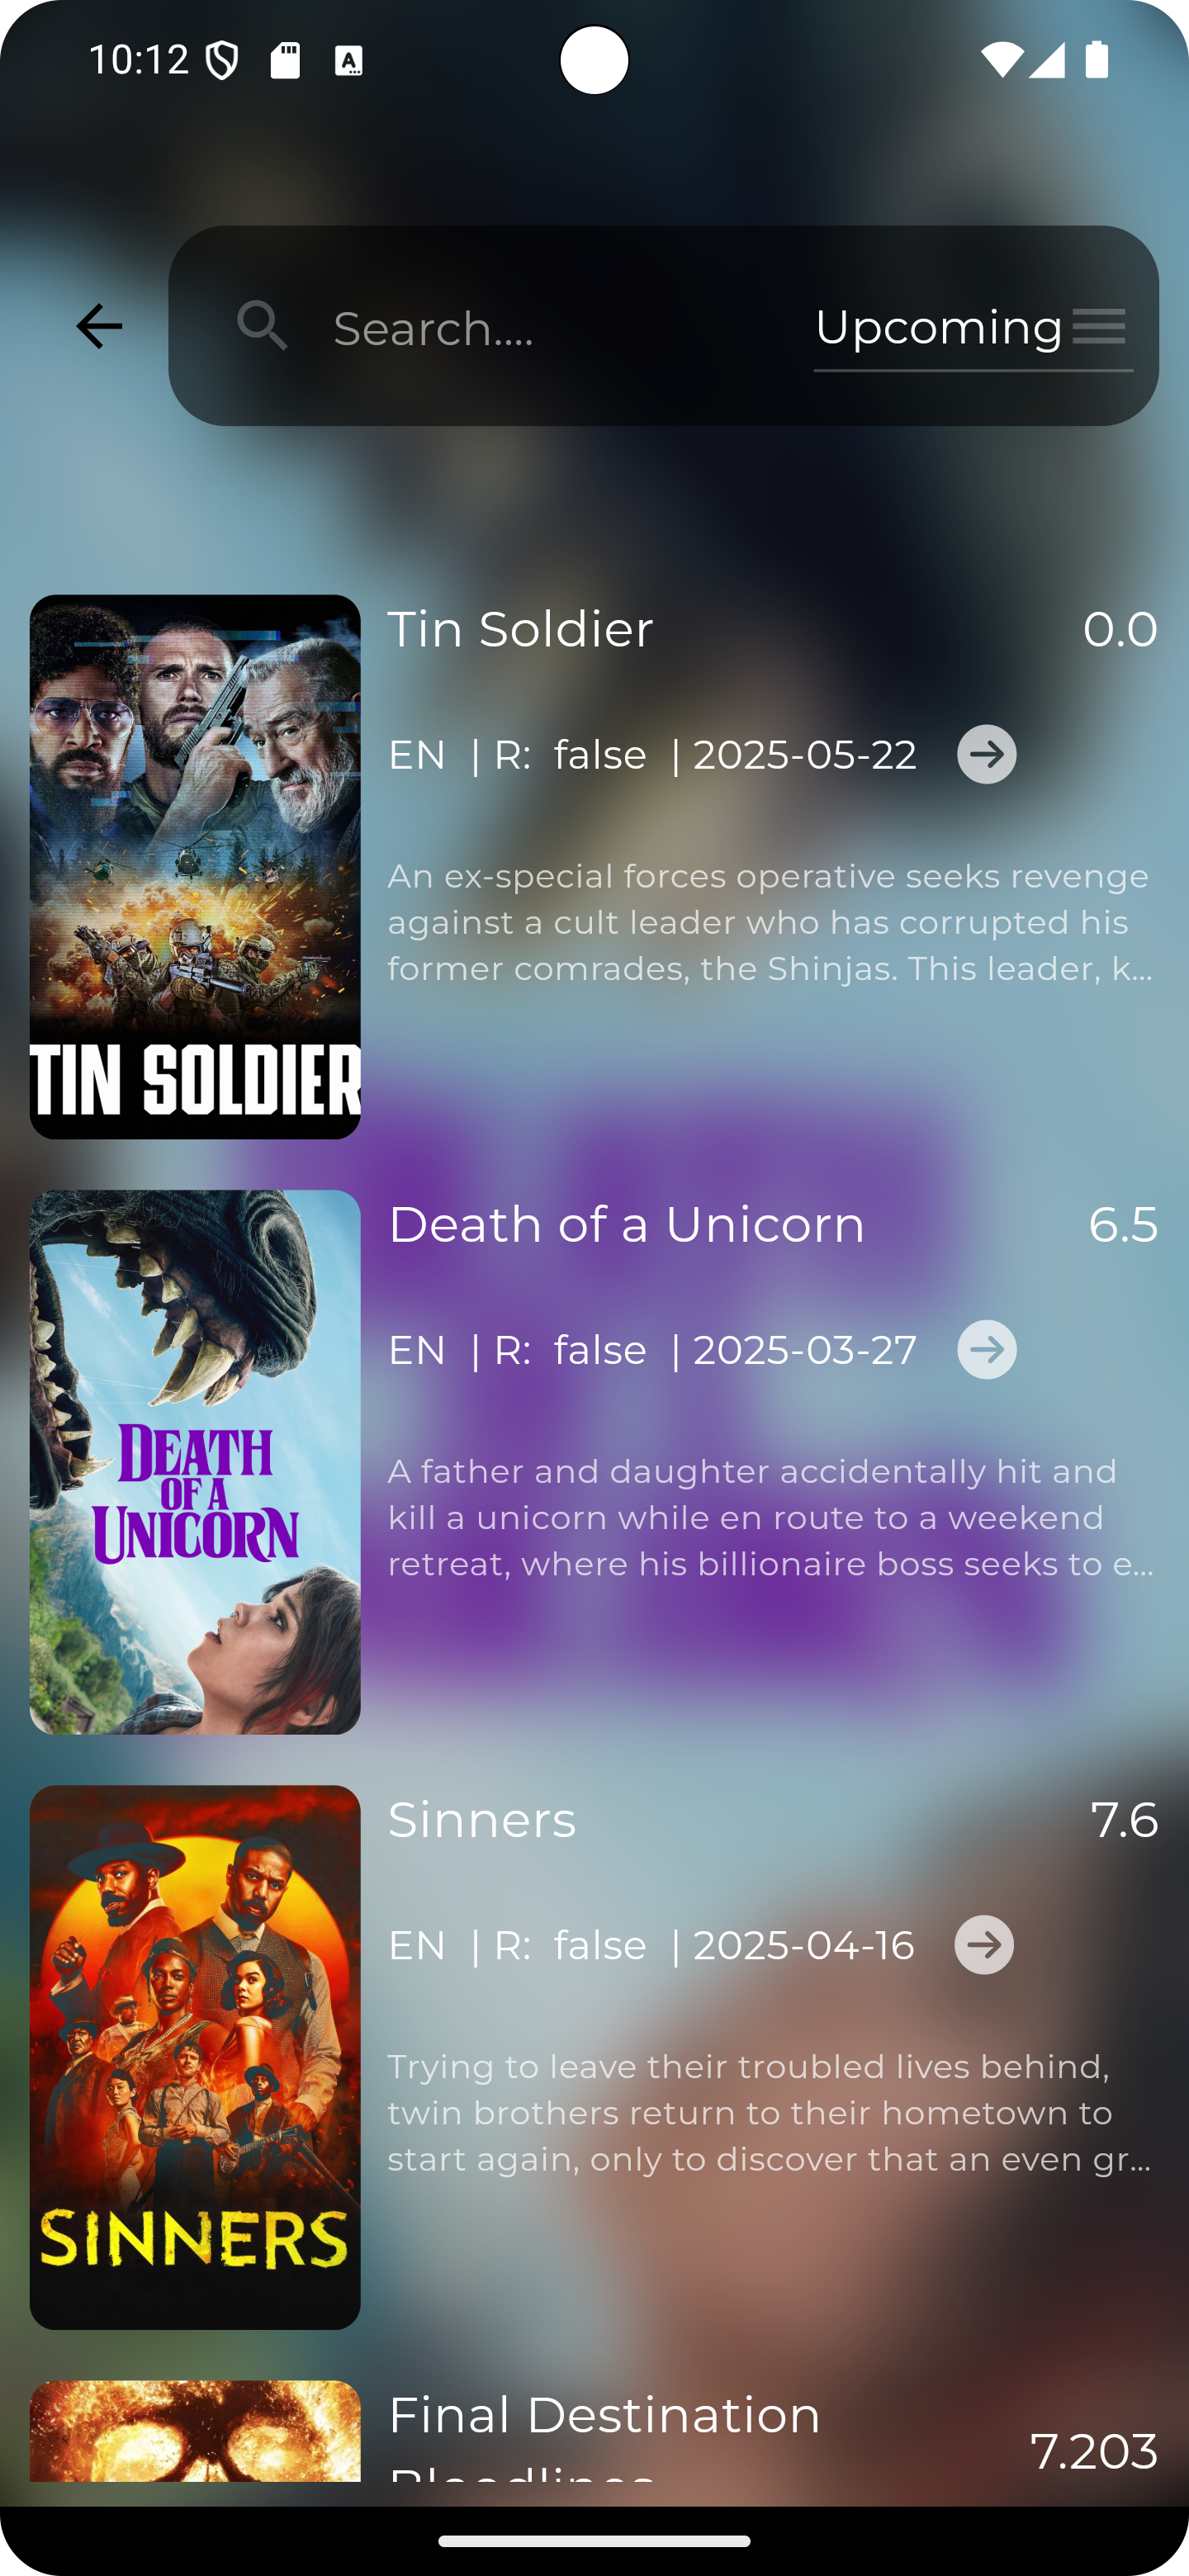 10:12
Search....
Upcoming
TIN SOLDIER
Tin Soldier
0.0
EN | R: false | 2025-05-22
An ex-special forces operative seeks revenge
against a cult leader who has corrupted his
former comrades, the Shinjas. This leader, k...
DEATH
OF A
UNICORN
Death of a Unicorn
6.5
EN | R: false | 2025-03-27
A father and daughter accidentally hit and
kill a unicorn while en route to a weekend
retreat, where his billionaire boss seeks to e...
SINNERS
Sinners
7.6
EN | R: false | 2025-04-16
Trying to leave their troubled lives behind,
twin brothers return to their hometown to
start again, only to discover that an even gr...
Final Destination
Bloodlines
7.203